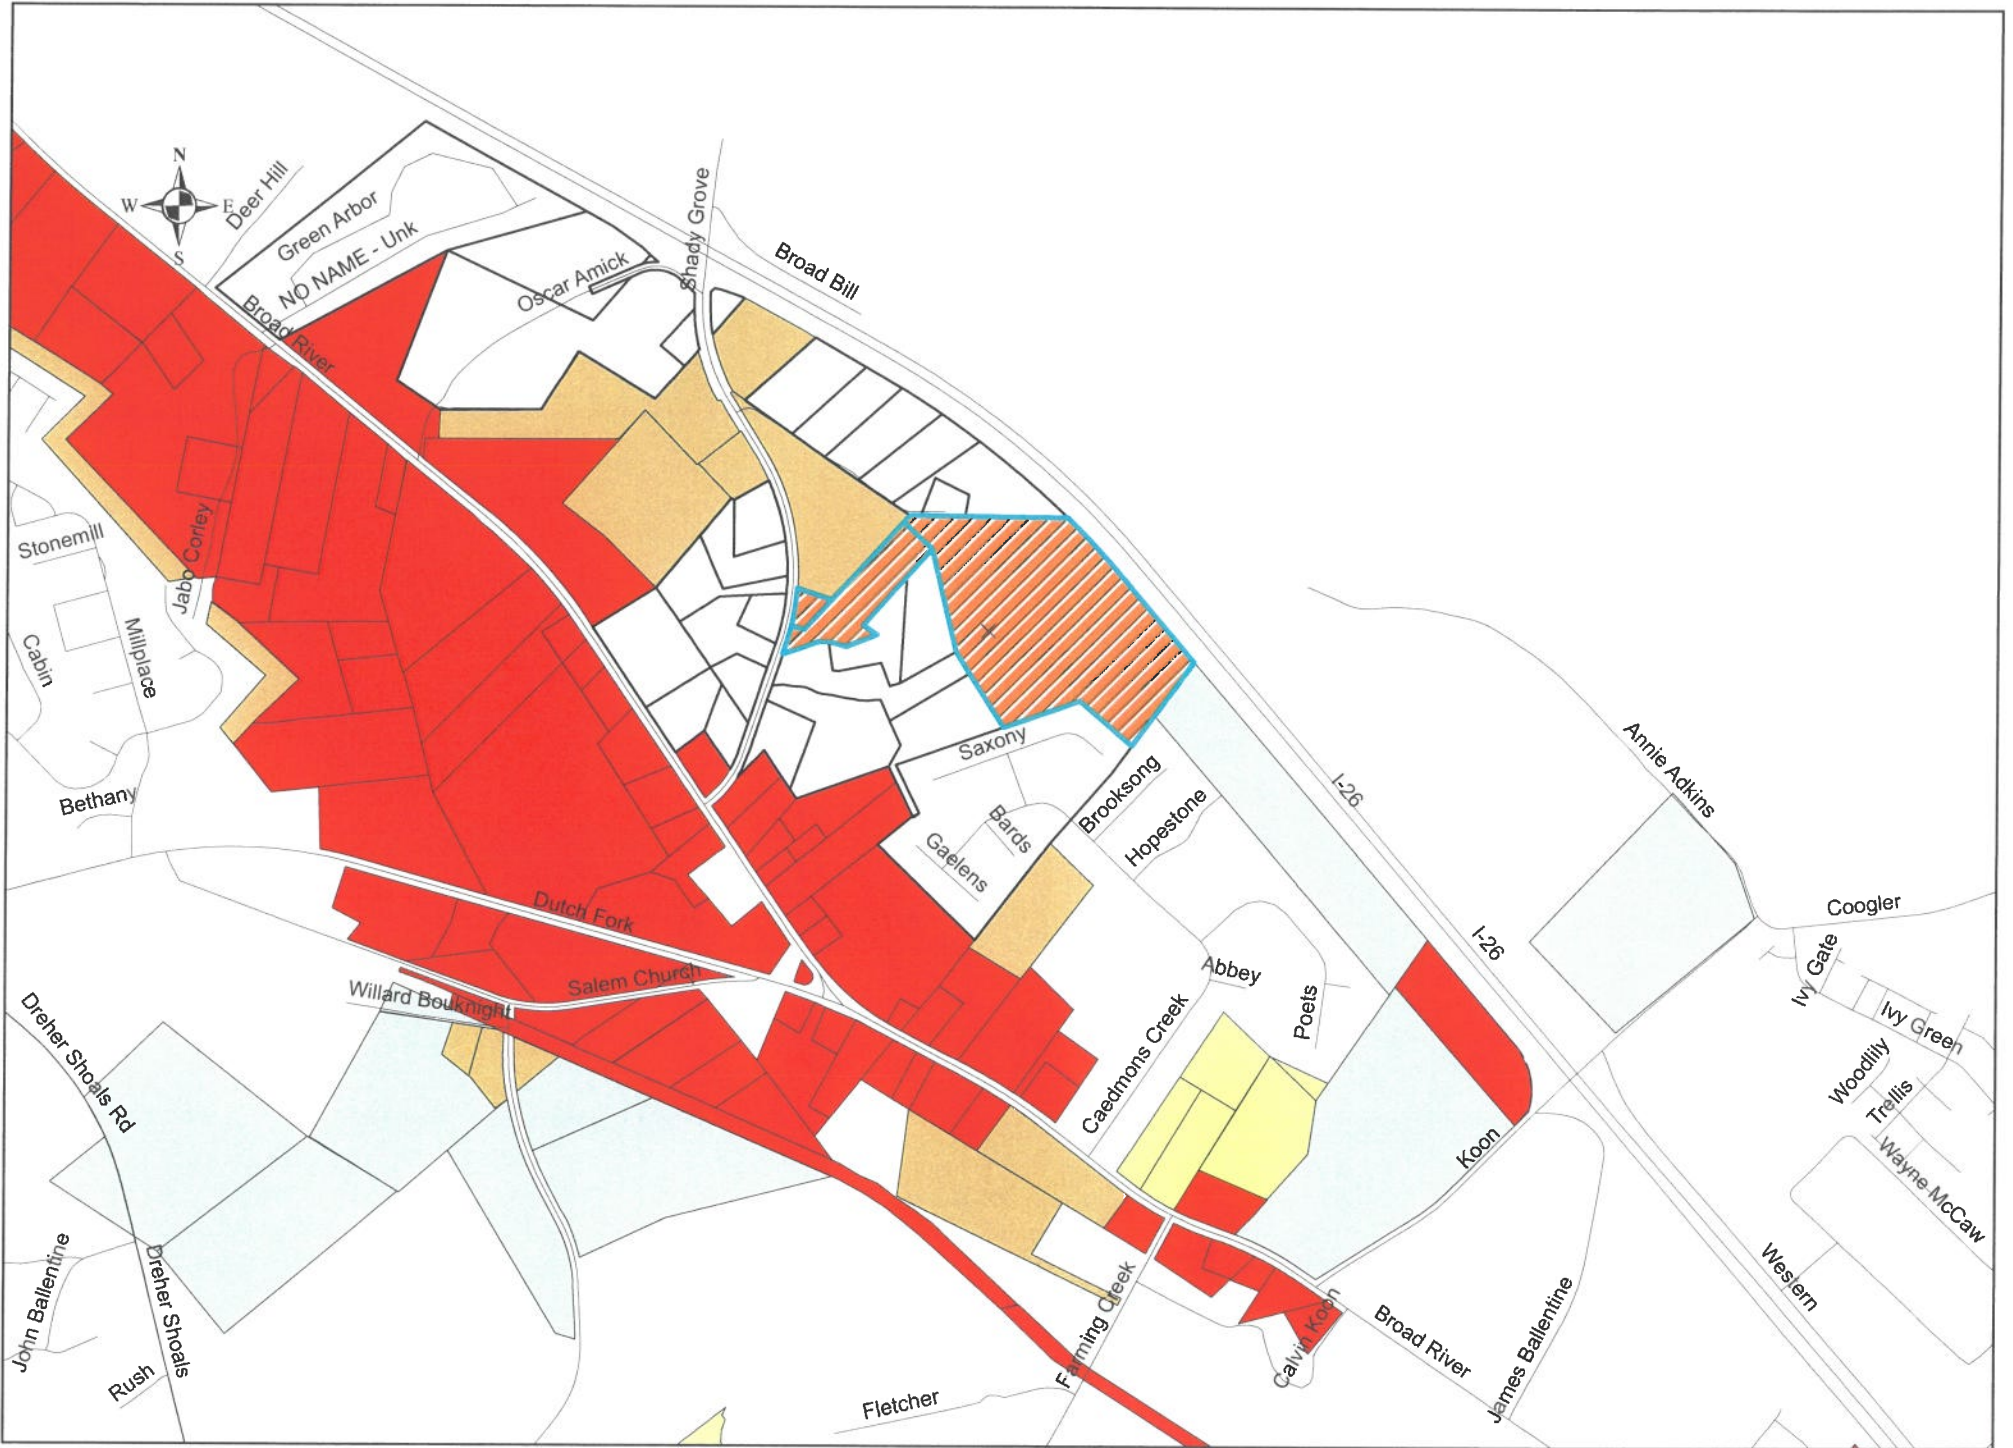 N
W
E
S
Deer Hill
Green Arbor
NO NAME - Unk
Broad River
Oscar Amick
Shady Grove
Broad Bill
Stonemill
Jabo Corley
Cabin
Millplace
Bethany
Saxony
Brooksong
Hopestone
Bards
Gaelens
I-26
Annie Adkins
I-26
Coogler
Ivy Gate
Ivy Green
Woodlily
Trellis
Wayne McCaw
Western
Dutch Fork
Salem Church
Willard Bouknight
Abbey
Poets
Caedmons Creek
Koon
Dreher Shoals Rd
Dreher Shoals
John Ballentine
Rush
Fletcher
Farming Creek
Calvin Koon
Broad River
James Ballentine